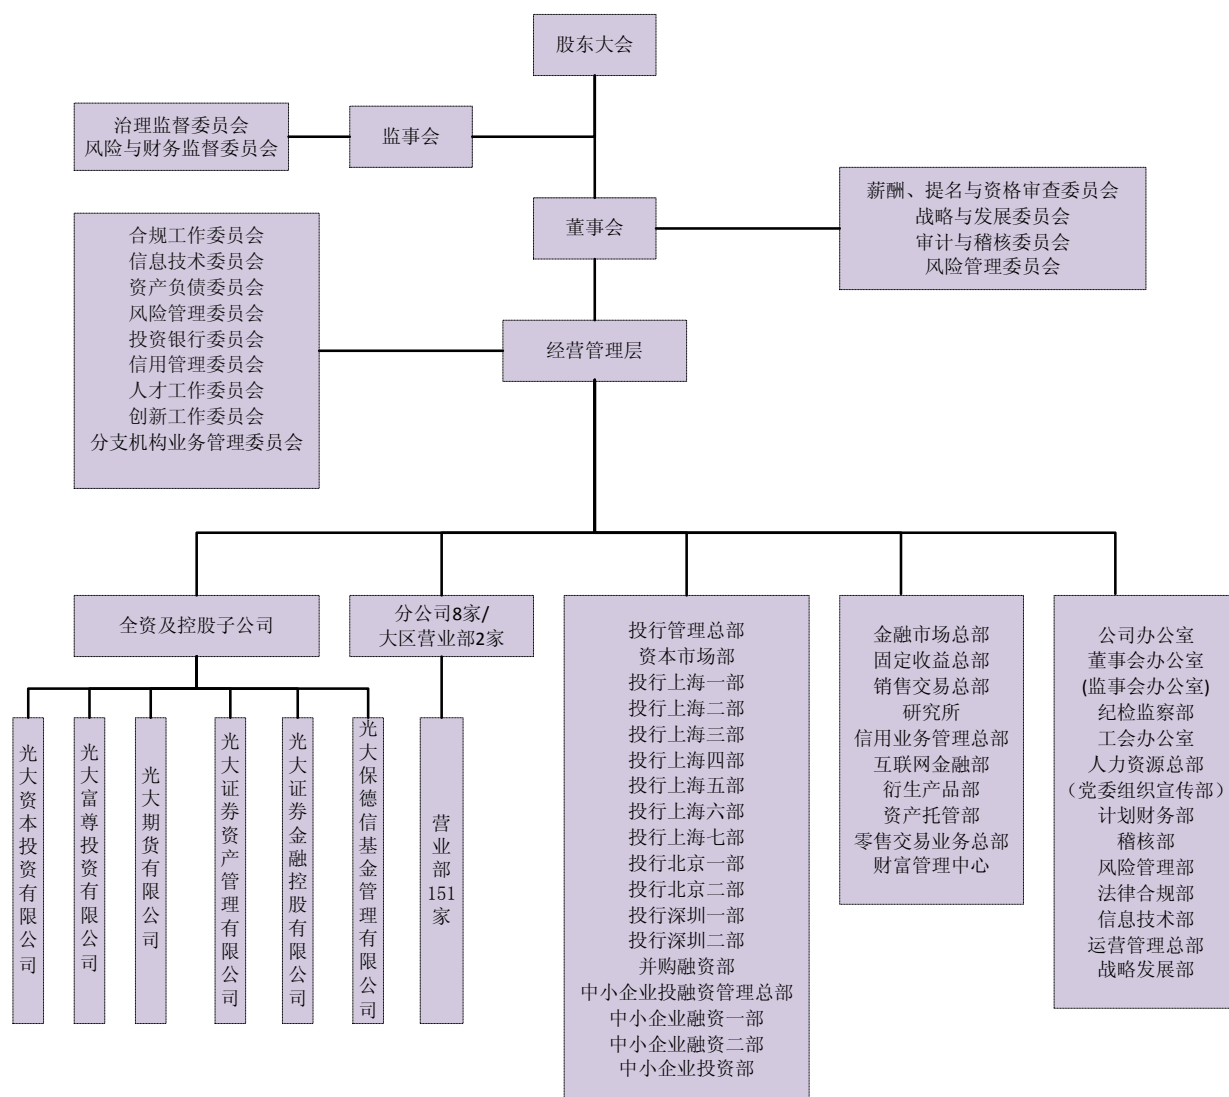 股东大会
治理监督委员会
风险与财务监督委员会
监事会
薪酬、提名与资格审查委员会
战略与发展委员会
审计与稽核委员会
风险管理委员会
董事会
合规工作委员会
信息技术委员会
资产负债委员会
风险管理委员会
投资银行委员会
信用管理委员会
人才工作委员会
创新工作委员会
分支机构业务管理委员会
经营管理层
全资及控股子公司
分公司8家/
大区营业部2家
投行管理总部
资本市场部
投行上海一部
投行上海二部
投行上海三部
投行上海四部
投行上海五部
投行上海六部
投行上海七部
投行北京一部
投行北京二部
投行深圳一部
投行深圳二部
并购融资部
中小企业投融资管理总部
中小企业融资一部
中小企业融资二部
中小企业投资部
金融市场总部
固定收益总部
销售交易总部
研究所
信用业务管理总部
互联网金融部
衍生产品部
资产托管部
零售交易业务总部
财富管理中心
公司办公室
董事会办公室
(监事会办公室)
纪检监察部
工会办公室
人力资源总部
（党委组织宣传部）
计划财务部
稽核部
风险管理部
法律合规部
信息技术部
运营管理总部
战略发展部
光大资本投资有限公司
光大富尊投资有限公司
光大期货有限公司
光大证券资产管理有限公司
光大证券金融控股有限公司
光大保德信基金管理有限公司
营业部151家